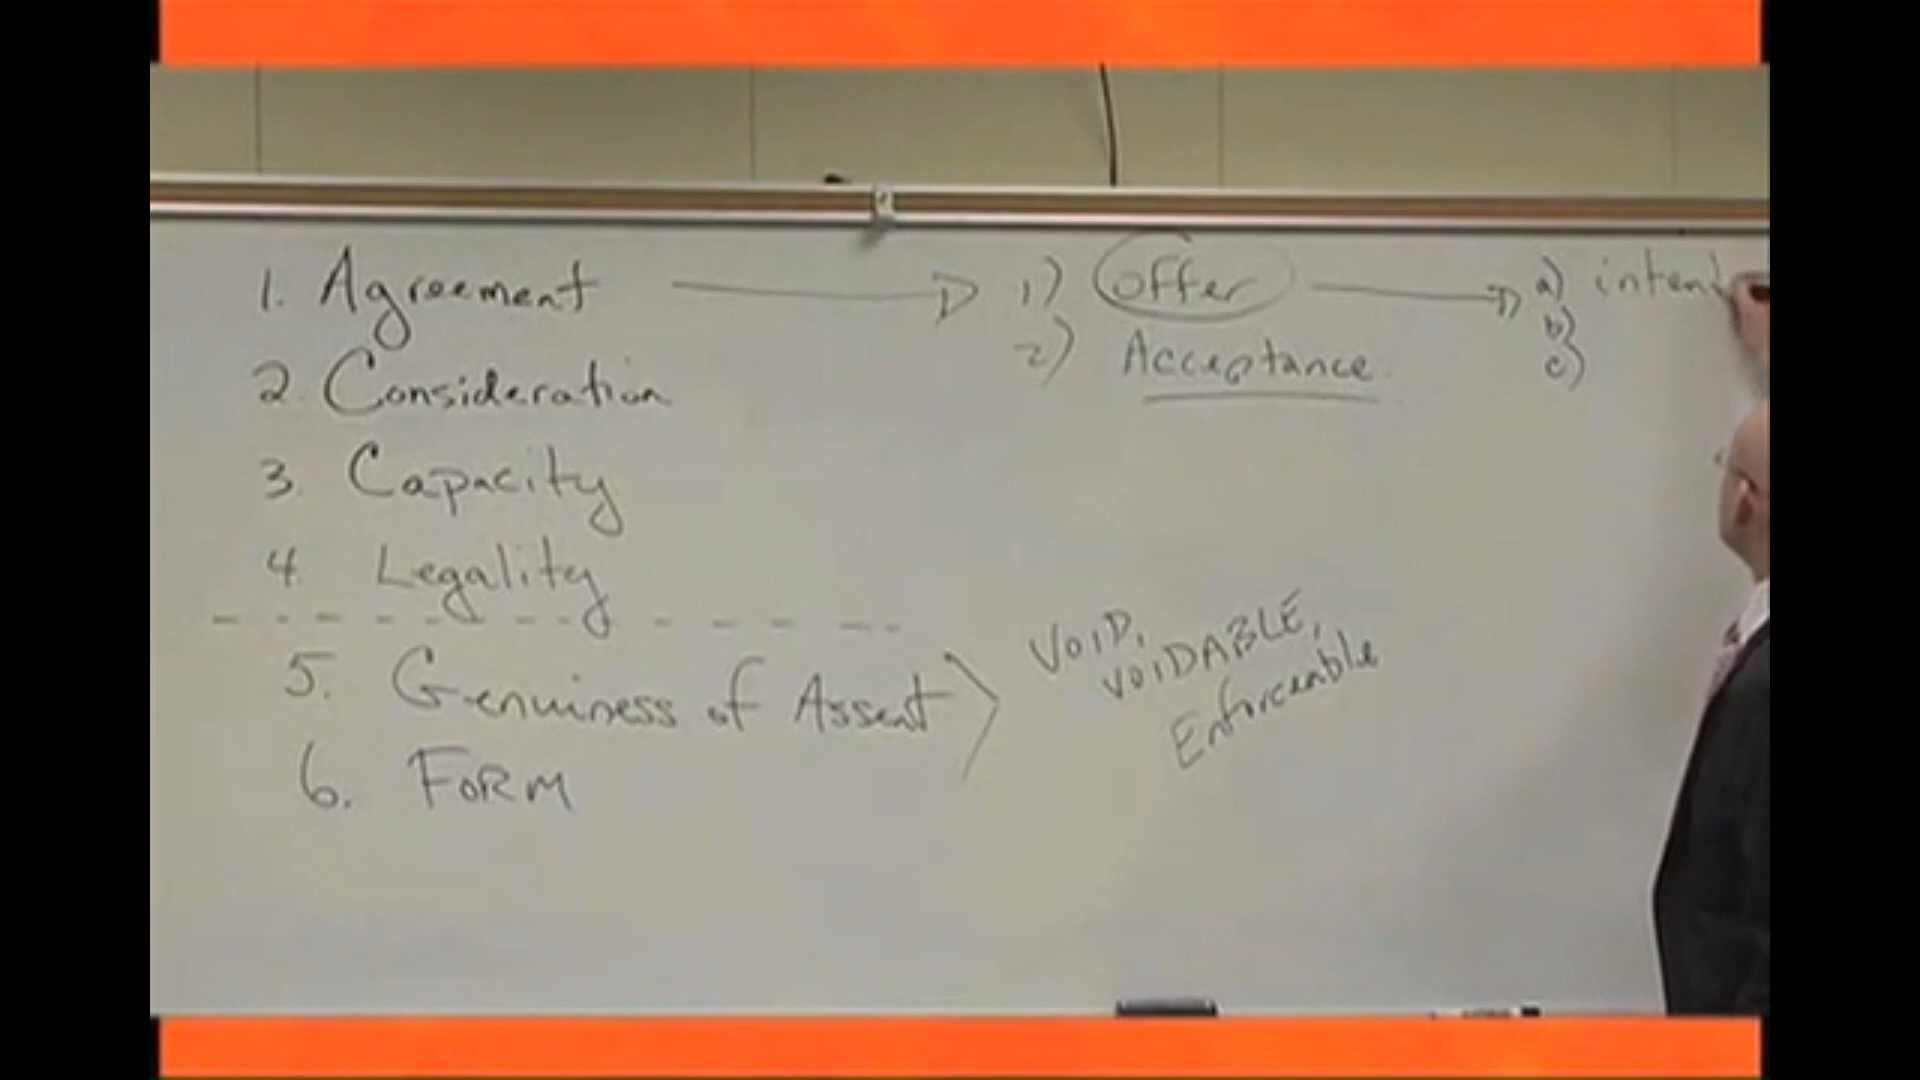 1. Agreement
1) Offer
a) intent
2) Acceptance
b)
c)
2. Consideration
3. Capacity
4 Legality
5. Genuiness of Assent
VOID,
VOIDABLE,
Enforceable
6. FORM